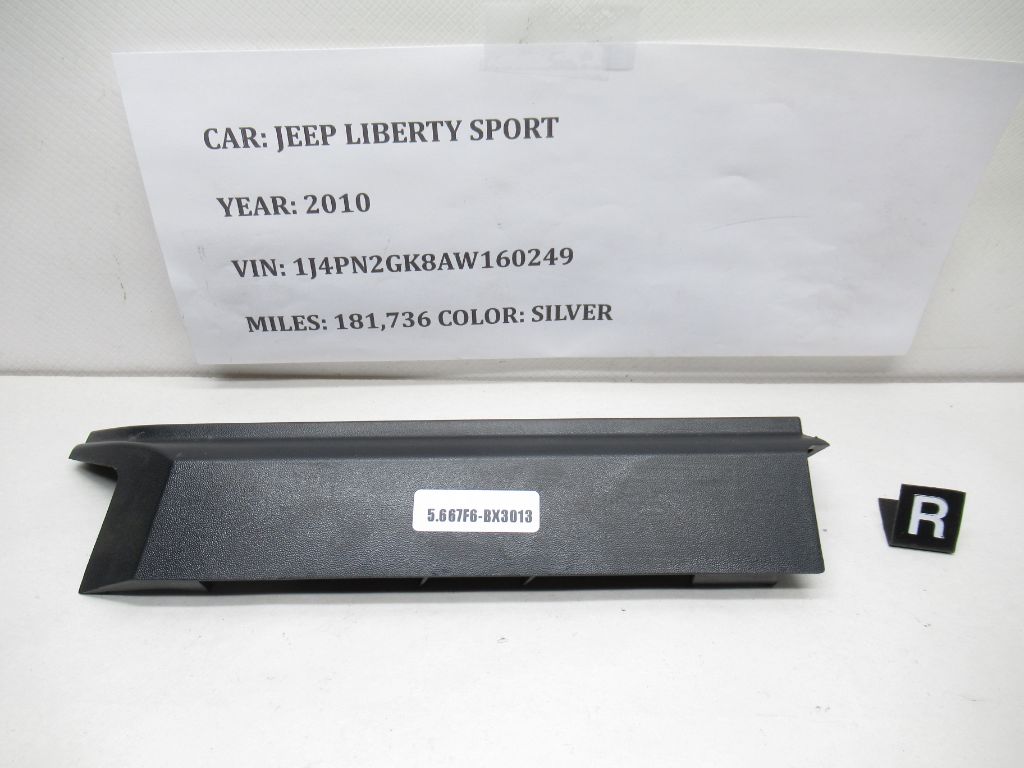 CAR: JEEP LIBERTY SPORT
YEAR: 2010
VIN: 1J4PN2GK8AW160249
MILES: 181,736 COLOR: SILVER
5.667F6-BX3013
R